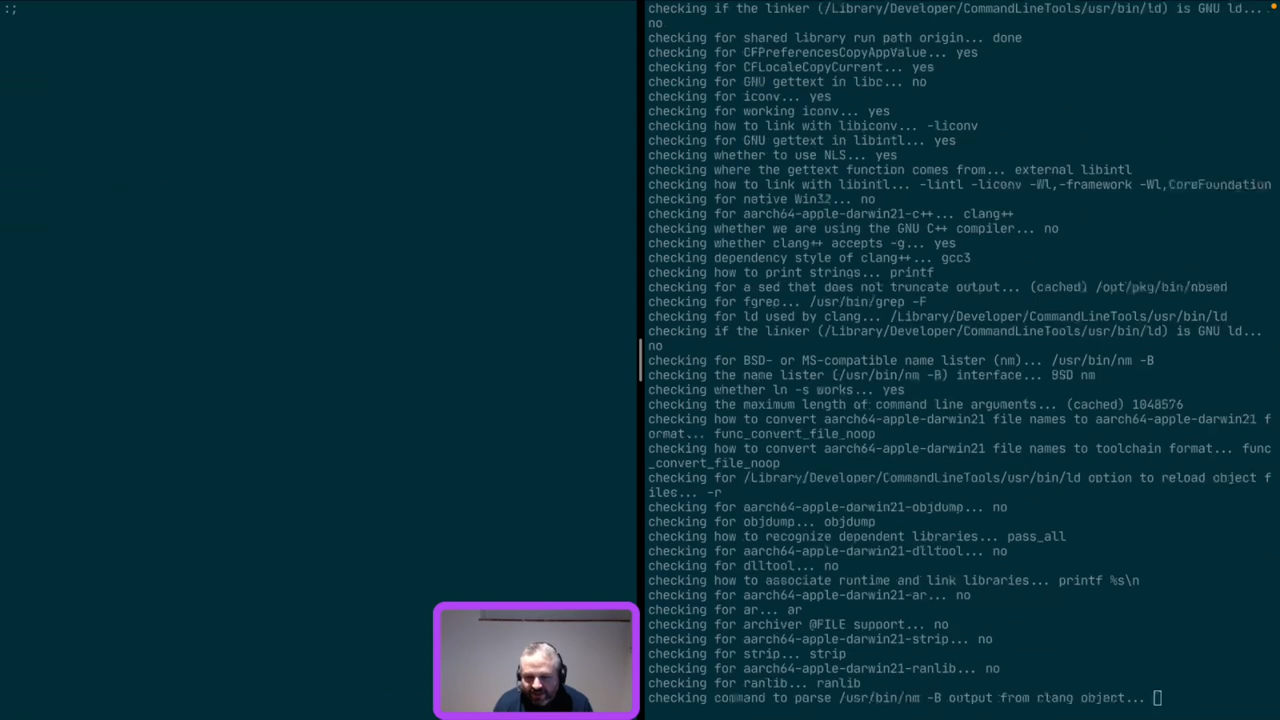 :;
checking if the linker (/Library/Developer/CommandLineTools/usr/bin/ld) is GNU ld...
no
checking for shared library run path origin... done
checking for CFPreferencesCopyAppValue... yes
checking for CFLocaleCopyCurrent... yes
checking for GNU gettext in libc... no
checking for iconv... yes
checking for working iconv... yes
checking how to link with libiconv... -liconv
checking for GNU gettext in libintl... yes
checking whether to use NLS... yes
checking where the gettext function comes from... external libintl
checking how to link with libintl... -lintl -liconv -Wl,-framework -Wl,CoreFoundation
checking for native Win32... no
checking for aarch64-apple-darwin21-c++... clang++
checking whether we are using the GNU C++ compiler... no
checking whether clang++ accepts -g... yes
checking dependency style of clang++... gcc3
checking how to print strings... printf
checking for a sed that does not truncate output... (cached) /opt/pkg/bin/nbsed
checking for fgrep... /usr/bin/grep -F
checking for ld used by clang... /Library/Developer/CommandLineTools/usr/bin/ld
checking if the linker (/Library/Developer/CommandLineTools/usr/bin/ld) is GNU ld...
no
checking for BSD- or MS-compatible name lister (nm)... /usr/bin/nm -B
checking the name lister (/usr/bin/nm -B) interface... BSD nm
checking whether ln -s works... yes
checking the maximum length of command line arguments... (cached) 1048576
checking how to convert aarch64-apple-darwin21 file names to aarch64-apple-darwin21 f
ormat... func_convert_file_noop
checking how to convert aarch64-apple-darwin21 file names to toolchain format... func
_convert_file_noop
checking for /Library/Developer/CommandLineTools/usr/bin/ld option to reload object f
iles... -r
checking for aarch64-apple-darwin21-objdump... no
checking for objdump... objdump
checking how to recognize dependent libraries... pass_all
checking for aarch64-apple-darwin21-dlltool... no
checking for dlltool... no
checking how to associate runtime and link libraries... printf %s\n
checking for aarch64-apple-darwin21-ar... no
checking for ar... ar
checking for archiver @FILE support... no
checking for aarch64-apple-darwin21-strip... no
checking for strip... strip
checking for aarch64-apple-darwin21-ranlib... no
checking for ranlib... ranlib
checking command to parse /usr/bin/nm -B output from clang object...